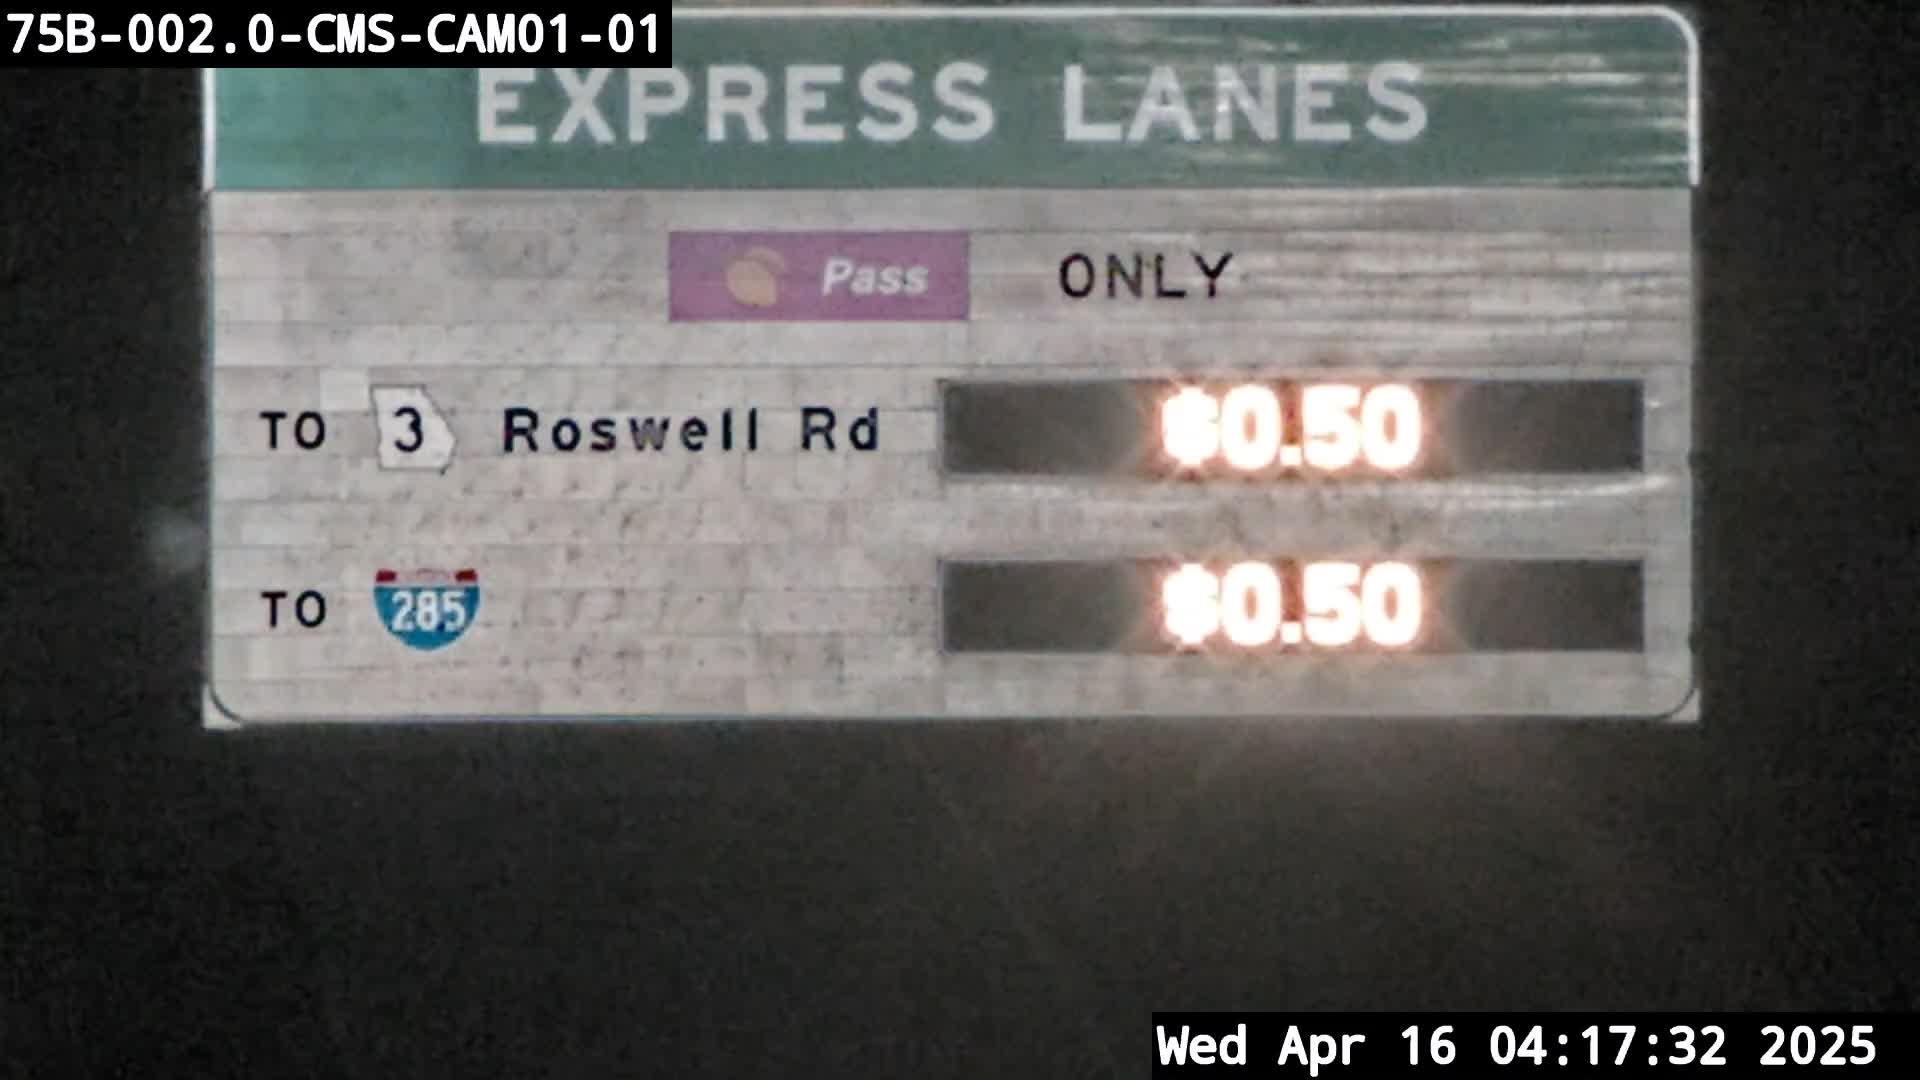 75B-002.0-CMS-CAM01-01
EXPRESS LANES
Pass ONLY
TO 3 Roswell Rd $0.50
TO 285 $0.50
Wed Apr 16 04:17:32 2025